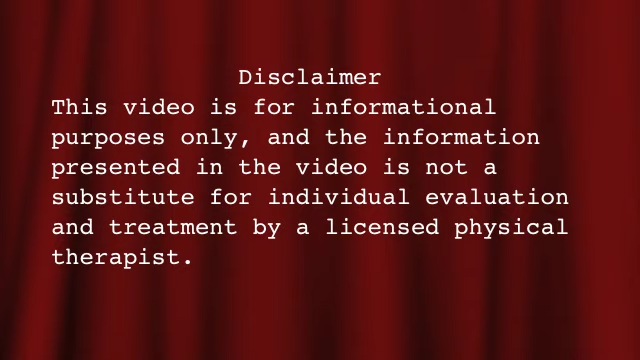 Disclaimer
This video is for informational
purposes only, and the information
presented in the video is not a
substitute for individual evaluation
and treatment by a licensed physical
therapist.